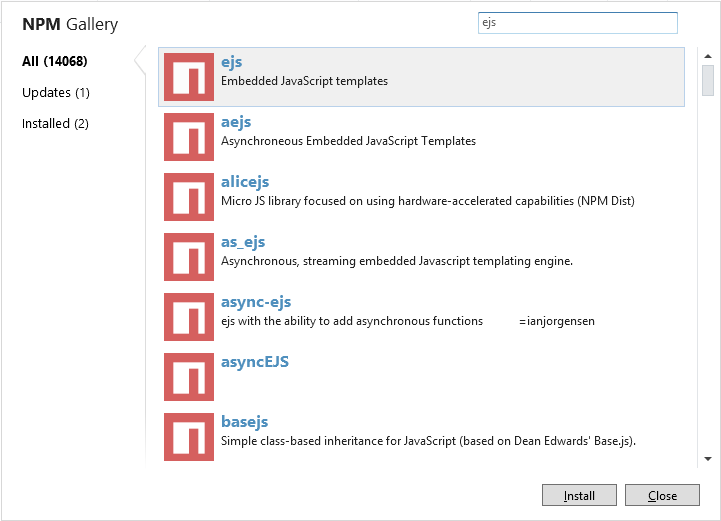 NPM Gallery
ejs
All (14068)
Updates (1)
Installed (2)
ejs
Embedded JavaScript templates
aejs
Asynchroneous Embedded JavaScript Templates
alicejs
Micro JS library focused on using hardware-accelerated capabilities (NPM Dist)
as_ejs
Asynchronous, streaming embedded Javascript templating engine.
async-ejs
ejs with the ability to add asynchronous functions =ianjorgensen
asyncEJS
basejs
Simple class-based inheritance for JavaScript (based on Dean Edwards' Base.js).
Install Close